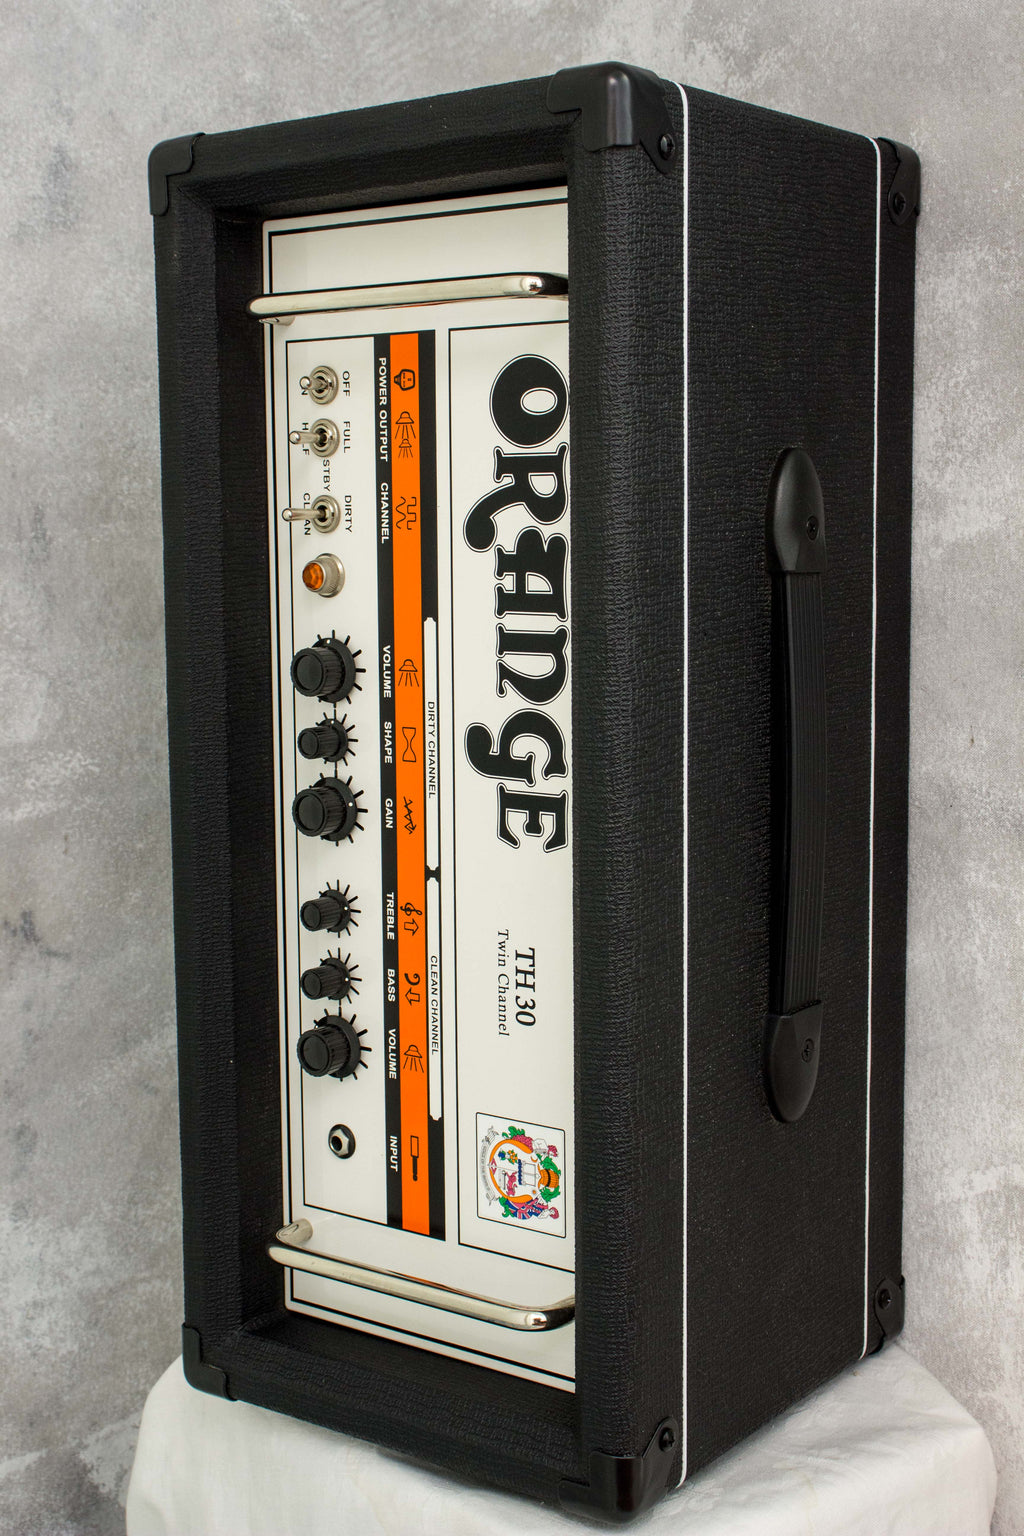 ORANGE
TH30
Twin Channel
DIRTY CHANNEL
CLEAN CHANNEL
POWER OUTPUT
CHANNEL
VOLUME
SHAPE
GAIN
TREBLE
BASS
VOLUME
INPUT
OFF
FULL
STBY
DIRTY
HALF
CLEAN